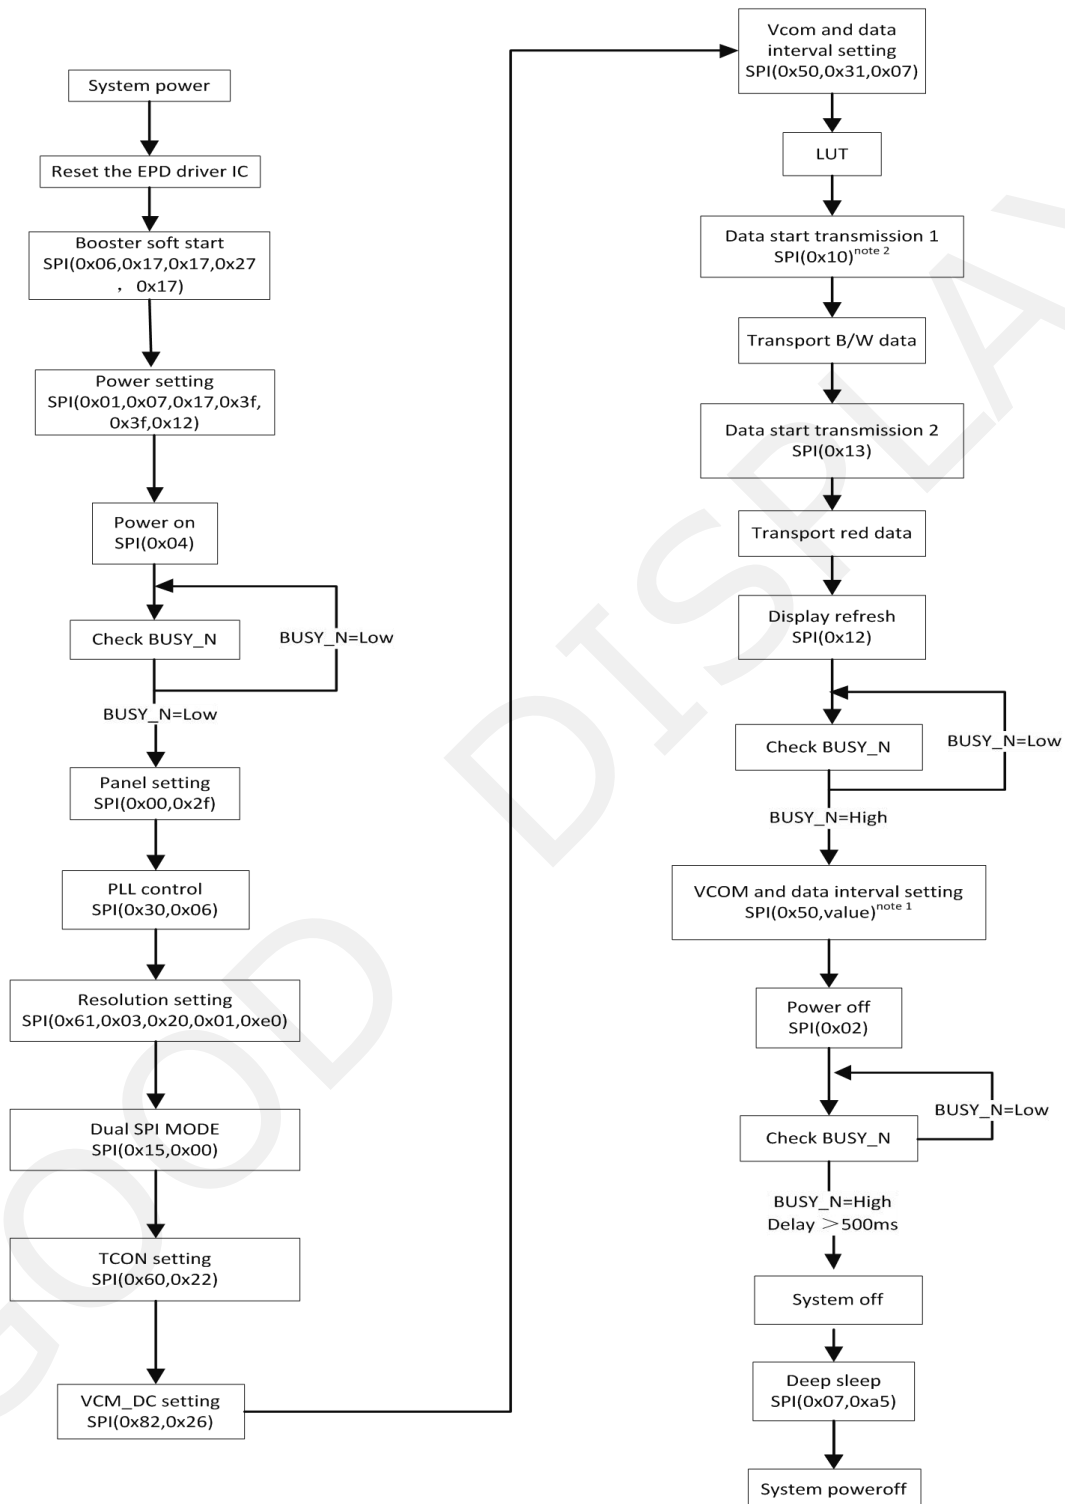 System power
Reset the EPD driver IC
Booster soft start
SPI(0x06,0x17,0x17,0x27
，0x17)
Power setting
SPI(0x01,0x07,0x17,0x3f,
0x3f,0x12)
Power on
SPI(0x04)
Check BUSY_N
BUSY_N=Low
BUSY_N=Low
Panel setting
SPI(0x00,0x2f)
PLL control
SPI(0x30,0x06)
Resolution setting
SPI(0x61,0x03,0x20,0x01,0xe0)
Dual SPI MODE
SPI(0x15,0x00)
TCON setting
SPI(0x60,0x22)
VCM_DC setting
SPI(0x82,0x26)
Vcom and data
interval setting
SPI(0x50,0x31,0x07)
LUT
Data start transmission 1
SPI(0x10)note 2
Transport B/W data
Data start transmission 2
SPI(0x13)
Transport red data
Display refresh
SPI(0x12)
Check BUSY_N
BUSY_N=Low
BUSY_N=High
VCOM and data interval setting
SPI(0x50,value)note 1
Power off
SPI(0x02)
Check BUSY_N
BUSY_N=Low
BUSY_N=High
Delay ＞500ms
System off
Deep sleep
SPI(0x07,0xa5)
System poweroff
GOOD DISPLAY